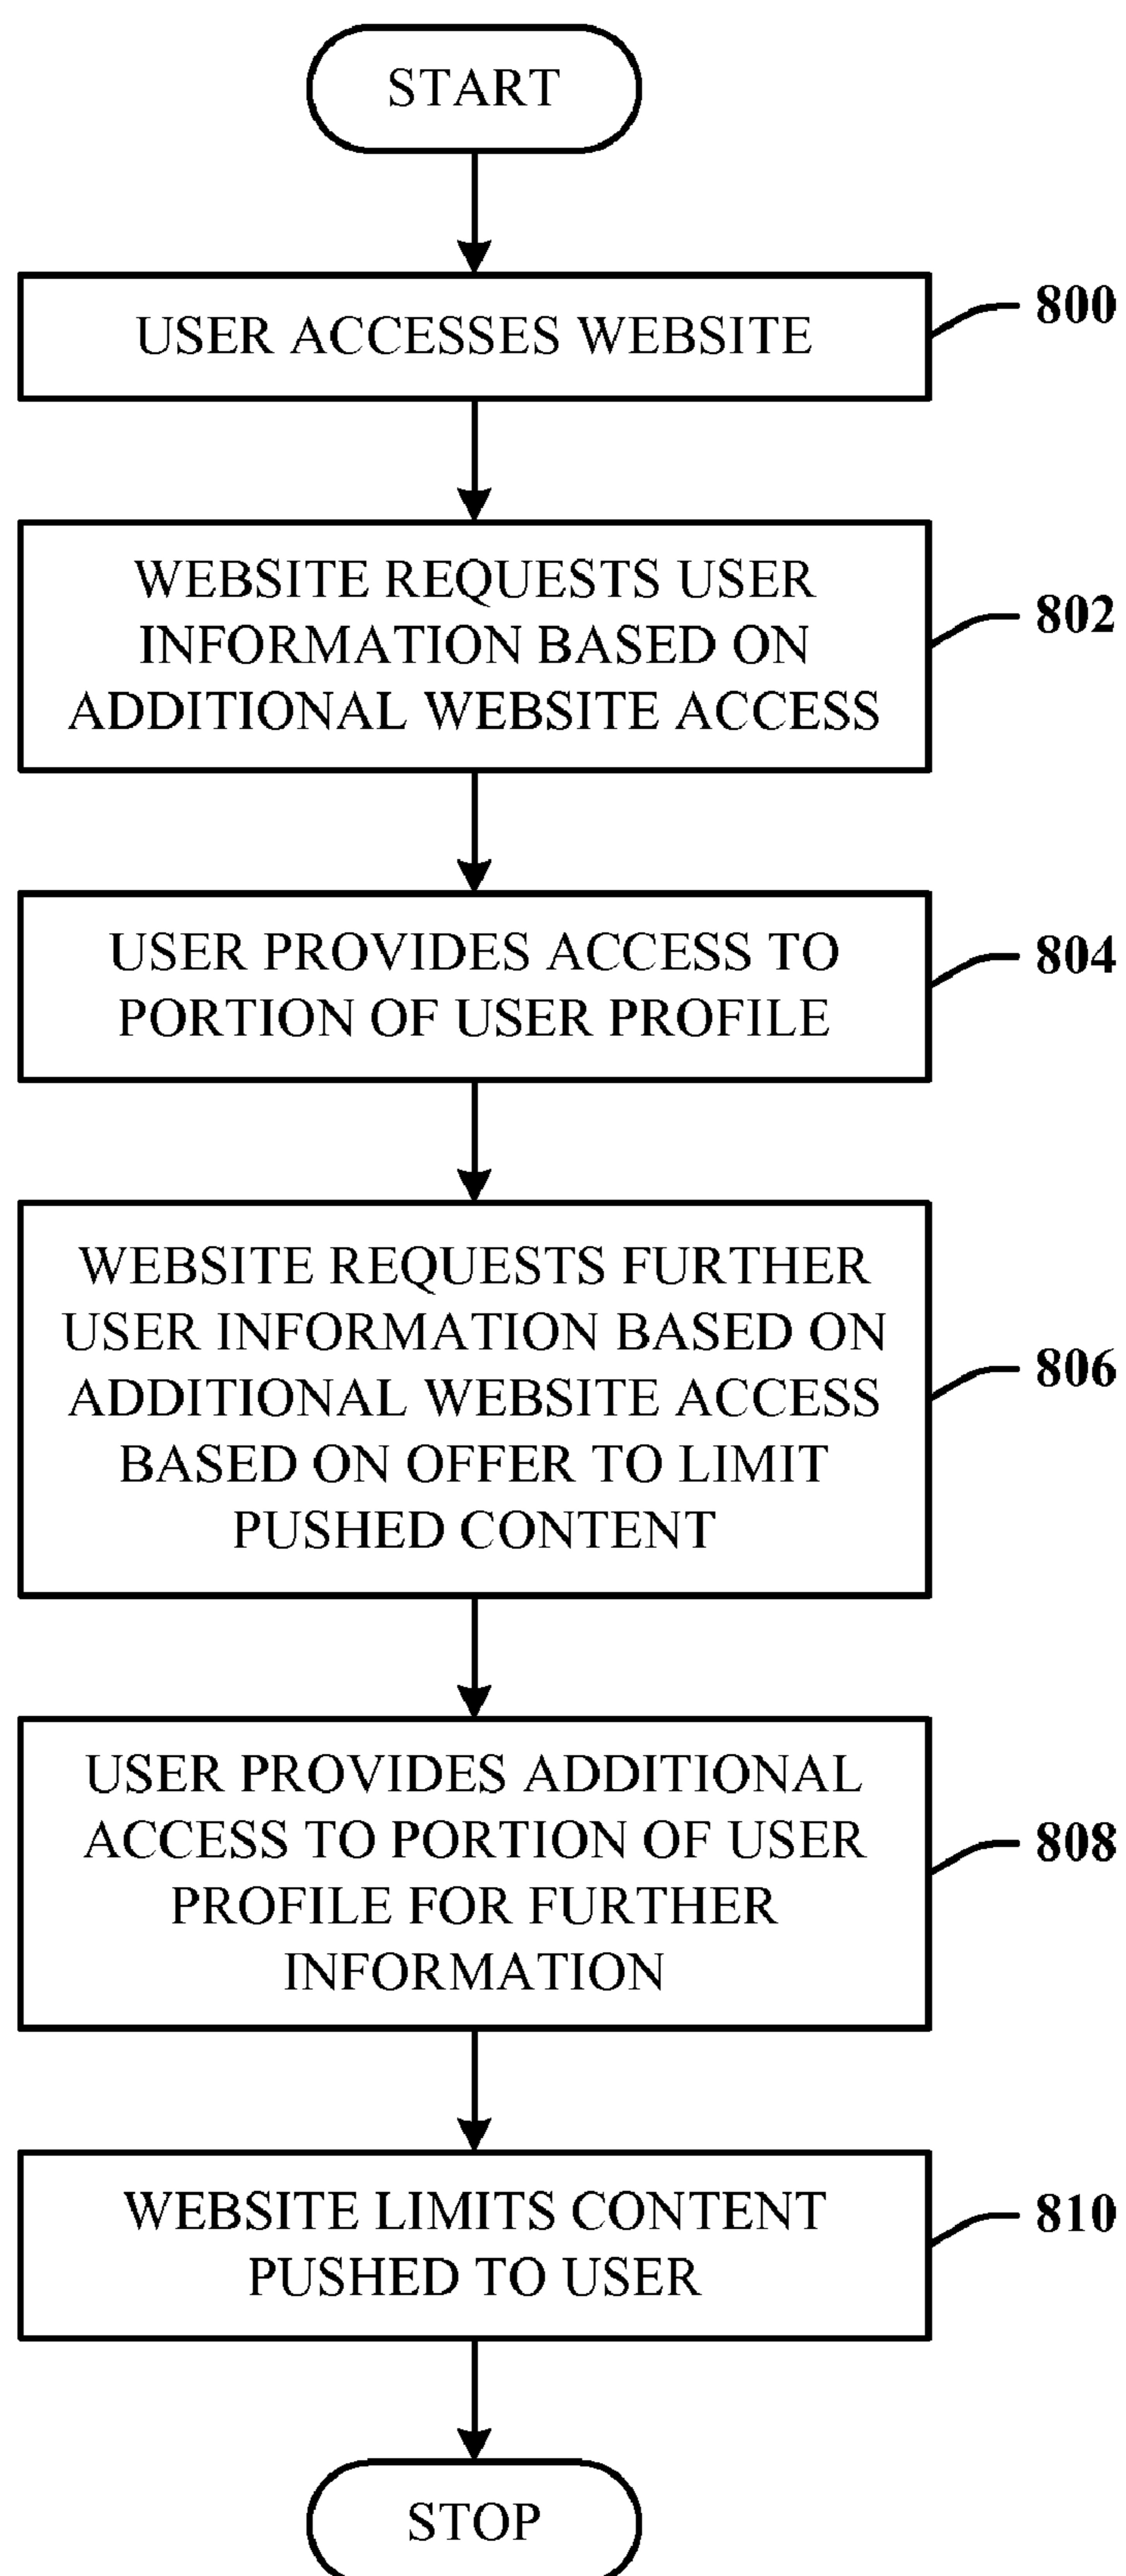 START
USER ACCESSES WEBSITE
800
WEBSITE REQUESTS USER
INFORMATION BASED ON
ADDITIONAL WEBSITE ACCESS
802
USER PROVIDES ACCESS TO
PORTION OF USER PROFILE
804
WEBSITE REQUESTS FURTHER
USER INFORMATION BASED ON
ADDITIONAL WEBSITE ACCESS
BASED ON OFFER TO LIMIT
PUSHED CONTENT
806
USER PROVIDES ADDITIONAL
ACCESS TO PORTION OF USER
PROFILE FOR FURTHER
INFORMATION
808
WEBSITE LIMITS CONTENT
PUSHED TO USER
810
STOP